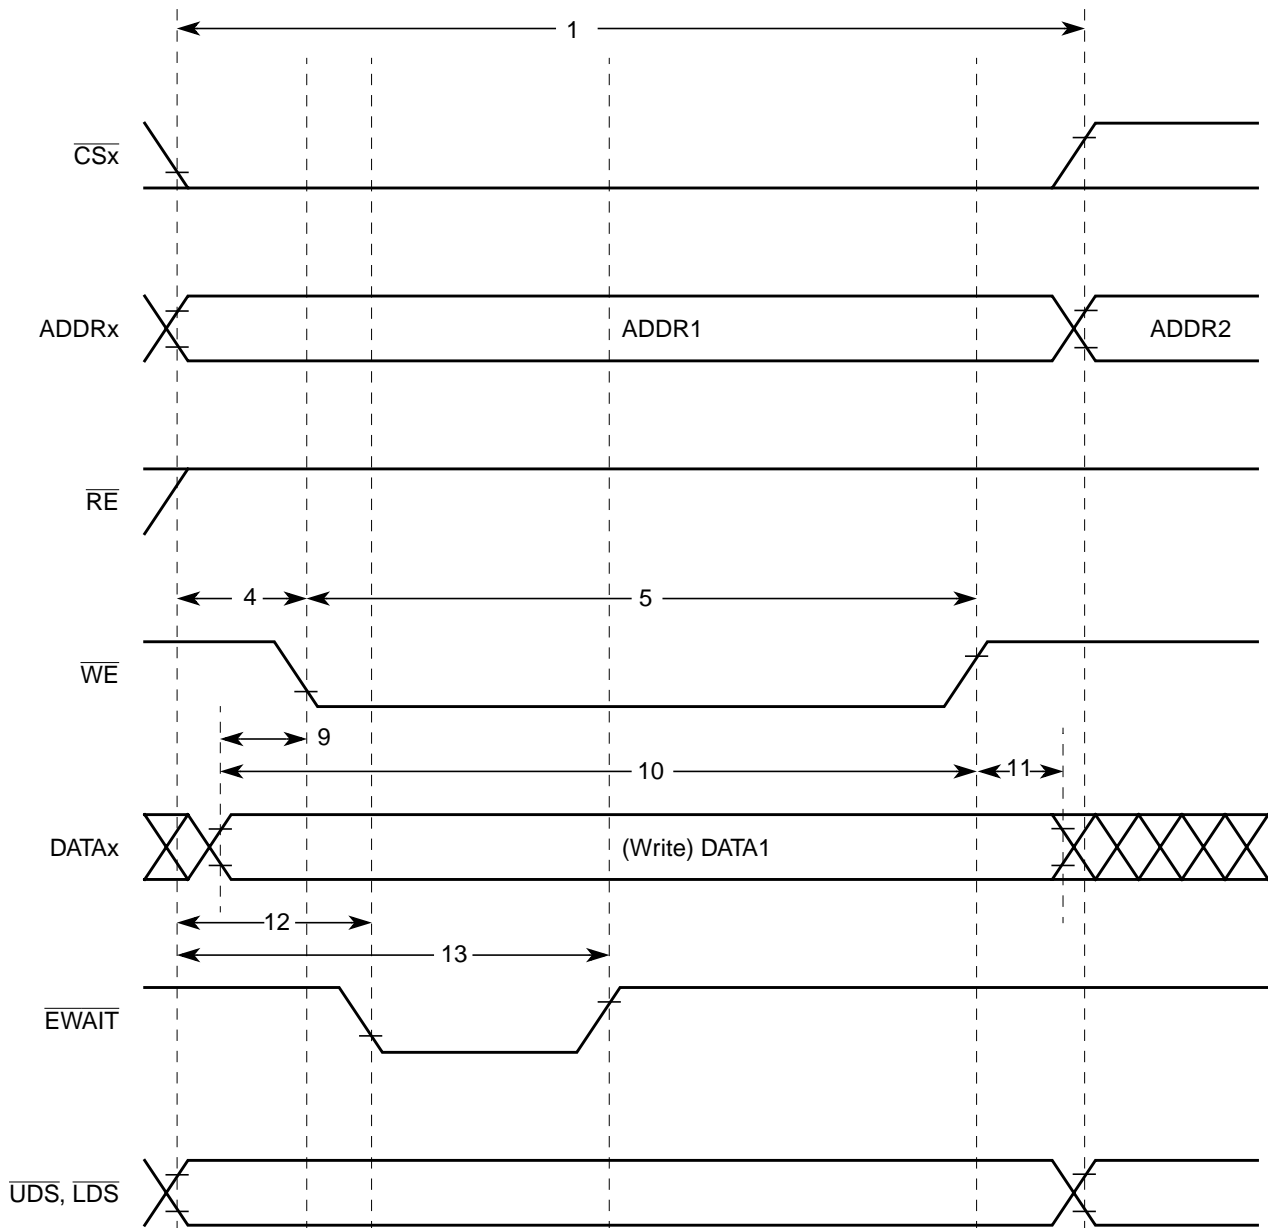 1
CSx
ADDRx
ADDR1
ADDR2
RE
4
5
WE
9
10
11
DATAx
(Write) DATA1
12
13
EWAIT
UDS, LDS